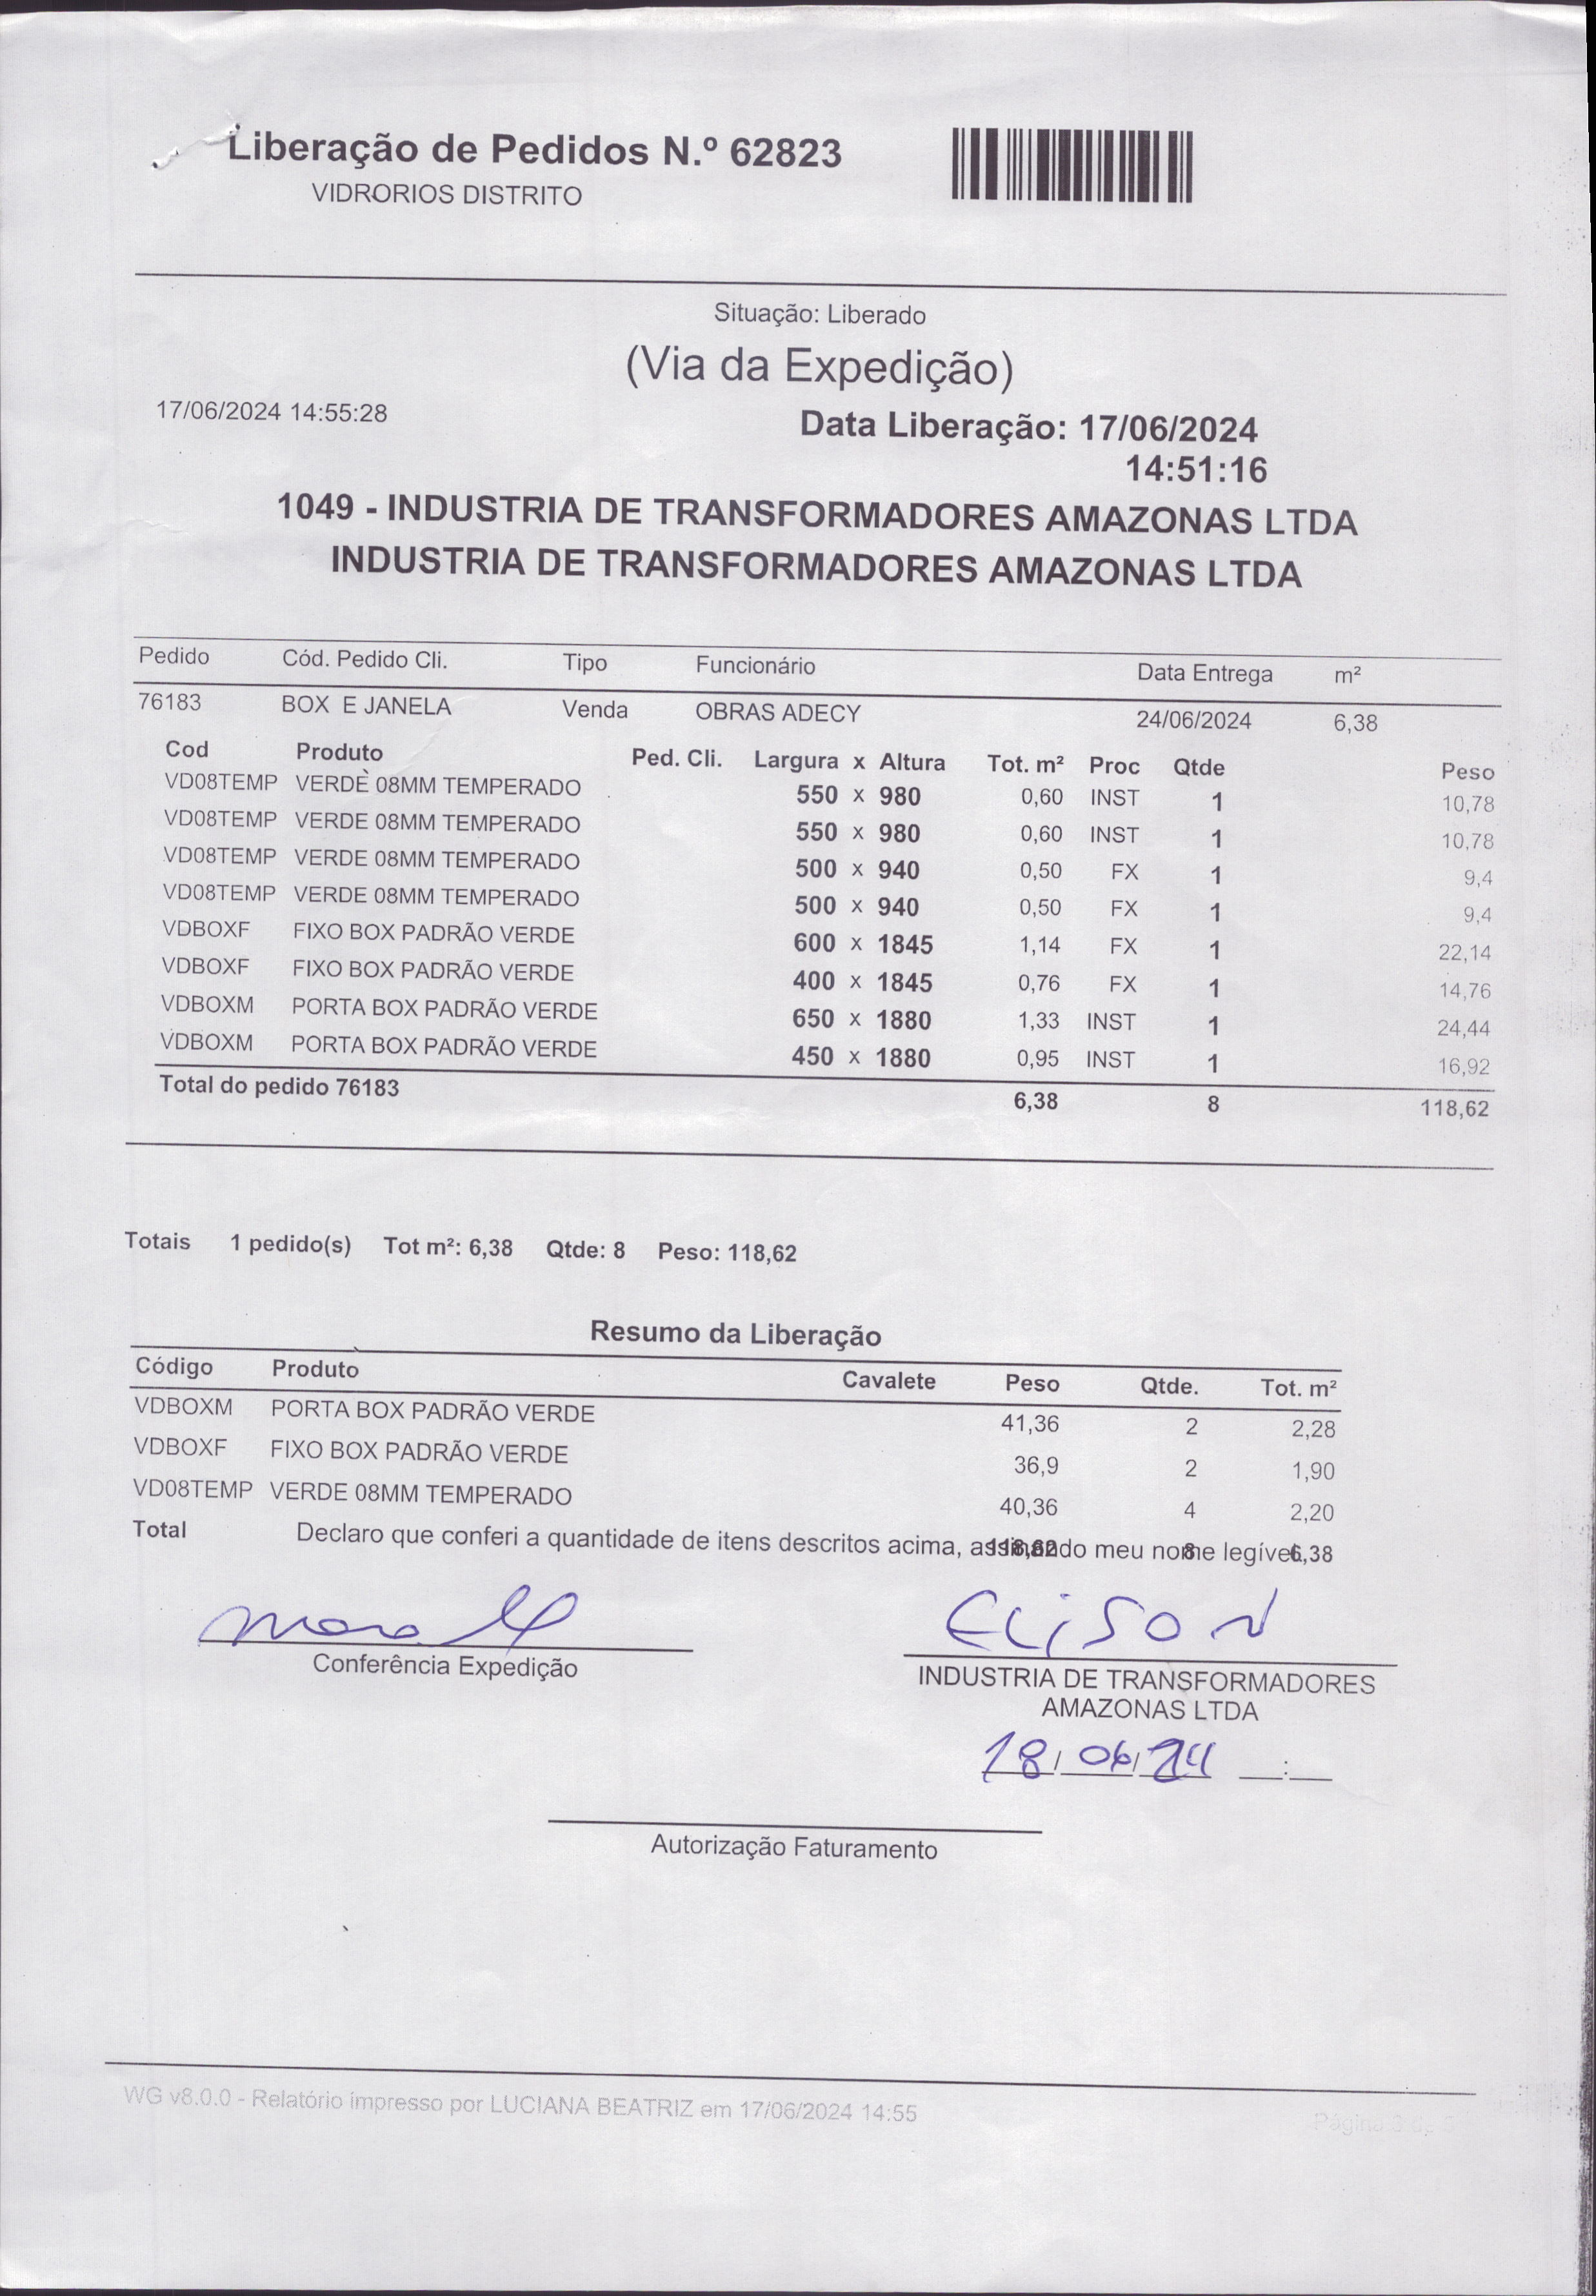 Liberação de Pedidos N.º 62823
VIDRORIOS DISTRITO
Situação: Liberado
(Via da Expedição)
17/06/2024 14:55:28
Data Liberação: 17/06/2024
14:51:16
1049 - INDUSTRIA DE TRANSFORMADORES AMAZONAS LTDA
INDUSTRIA DE TRANSFORMADORES AMAZONAS LTDA
Pedido Cód. Pedido Cli. Tipo Funcionário Data Entrega m²
76183 BOX E JANELA Venda OBRAS ADECY 24/06/2024 6,38
Cod Produto Ped. Cli. Largura x Altura Tot. m² Proc Qtde Peso
VD08TEMP VERDE 08MM TEMPERADO 550 x 980 0,60 INST 1 10,78
VD08TEMP VERDE 08MM TEMPERADO 550 x 980 0,60 INST 1 10,78
VD08TEMP VERDE 08MM TEMPERADO 500 x 940 0,50 FX 1 9,4
VD08TEMP VERDE 08MM TEMPERADO 500 x 940 0,50 FX 1 9,4
VDBOXF FIXO BOX PADRÃO VERDE 600 x 1845 1,14 FX 1 22,14
VDBOXF FIXO BOX PADRÃO VERDE 400 x 1845 0,76 FX 1 14,76
VDBOXM PORTA BOX PADRÃO VERDE 650 x 1880 1,33 INST 1 24,44
VDBOXM PORTA BOX PADRÃO VERDE 450 x 1880 0,95 INST 1 16,92
Total do pedido 76183 6,38 8 118,62
Totais 1 pedido(s) Tot m²: 6,38 Qtde: 8 Peso: 118,62
Resumo da Liberação
Código Produto Cavalete Peso Qtde. Tot. m²
VDBOXM PORTA BOX PADRÃO VERDE 41,36 2 2,28
VDBOXF FIXO BOX PADRÃO VERDE 36,9 2 1,90
VD08TEMP VERDE 08MM TEMPERADO 40,36 4 2,20
Total 118,62 8 6,38
Declaro que conferi a quantidade de itens descritos acima, assinando meu nome legível.
ELISON
Conferência Expedição
INDUSTRIA DE TRANSFORMADORES
AMAZONAS LTDA
18/06/24 __:__
Autorização Faturamento
WG v8.0.0 - Relatório impresso por LUCIANA BEATRIZ em 17/06/2024 14:55
Página 3 de